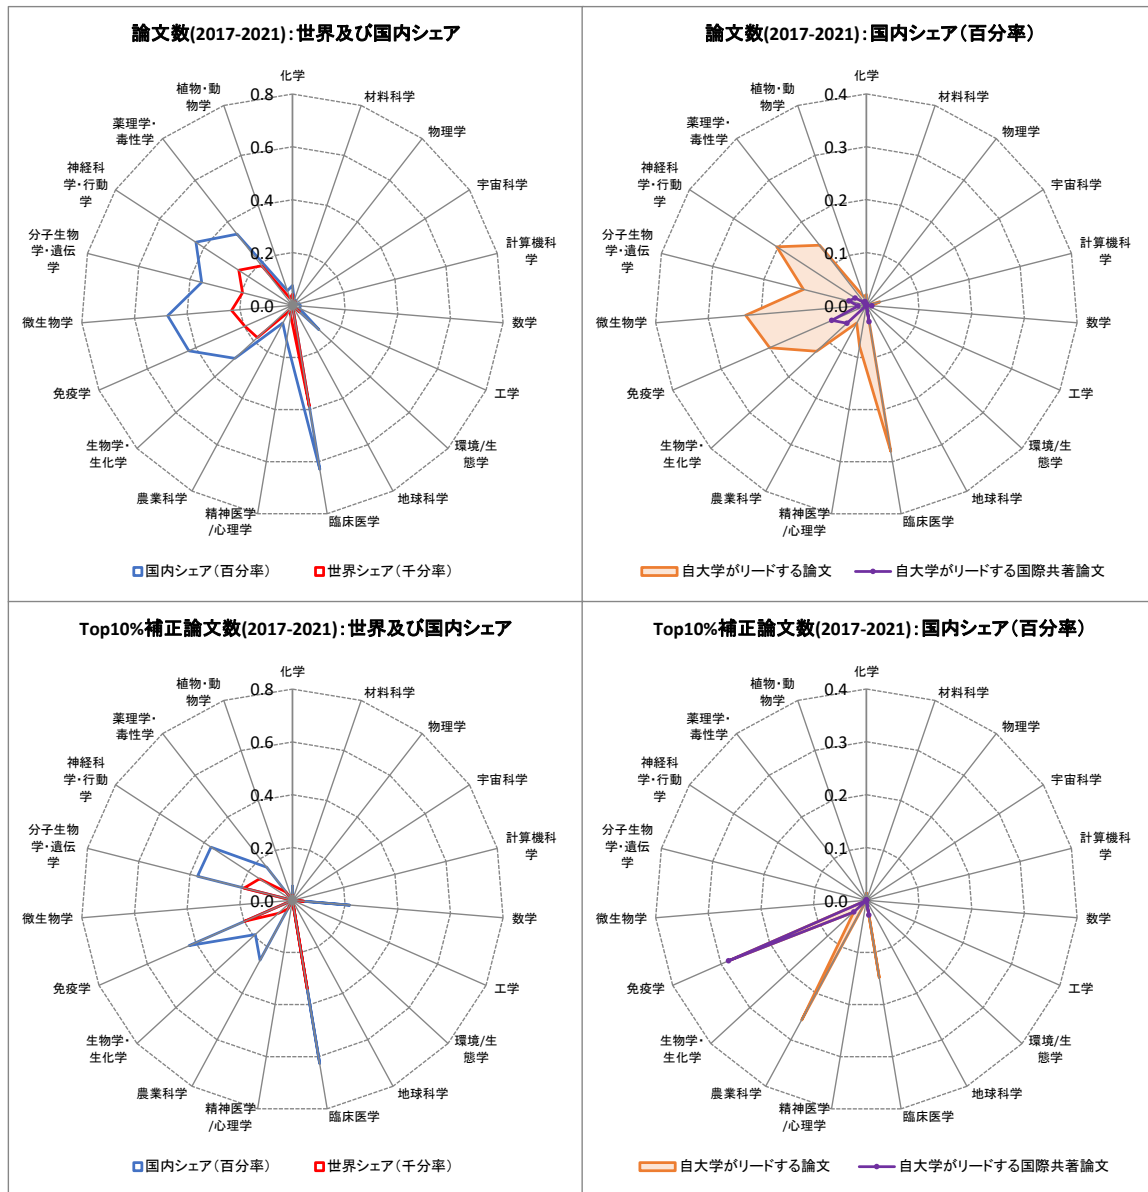 論文数(2017-2021):世界及び国内シェア
化学
材料科学
物理学
宇宙科学
計算機科
学
数学
工学
環境/生
態学
地球科学
臨床医学
精神医学
/心理学
農業科学
生物学・
生化学
免疫学
微生物学
分子生物
学・遺伝
学
神経科
学・行動
学
薬理学・
毒性学
植物・動
物学
0.8
0.6
0.4
0.2
0.0
国内シェア(百分率)
世界シェア(千分率)
論文数(2017-2021):国内シェア(百分率)
化学
材料科学
物理学
宇宙科学
計算機科
学
数学
工学
環境/生
態学
地球科学
臨床医学
精神医学
/心理学
農業科学
生物学・
生化学
免疫学
微生物学
分子生物
学・遺伝
学
神経科
学・行動
学
薬理学・
毒性学
植物・動
物学
0.4
0.3
0.2
0.1
0.0
自大学がリードする論文
自大学がリードする国際共著論文
Top10%補正論文数(2017-2021):世界及び国内シェア
化学
材料科学
物理学
宇宙科学
計算機科
学
数学
工学
環境/生
態学
地球科学
臨床医学
精神医学
/心理学
農業科学
生物学・
生化学
免疫学
微生物学
分子生物
学・遺伝
学
神経科
学・行動
学
薬理学・
毒性学
植物・動
物学
0.8
0.6
0.4
0.2
0.0
国内シェア(百分率)
世界シェア(千分率)
Top10%補正論文数(2017-2021):国内シェア(百分率)
化学
材料科学
物理学
宇宙科学
計算機科
学
数学
工学
環境/生
態学
地球科学
臨床医学
精神医学
/心理学
農業科学
生物学・
生化学
免疫学
微生物学
分子生物
学・遺伝
学
神経科
学・行動
学
薬理学・
毒性学
植物・動
物学
0.4
0.3
0.2
0.1
0.0
自大学がリードする論文
自大学がリードする国際共著論文